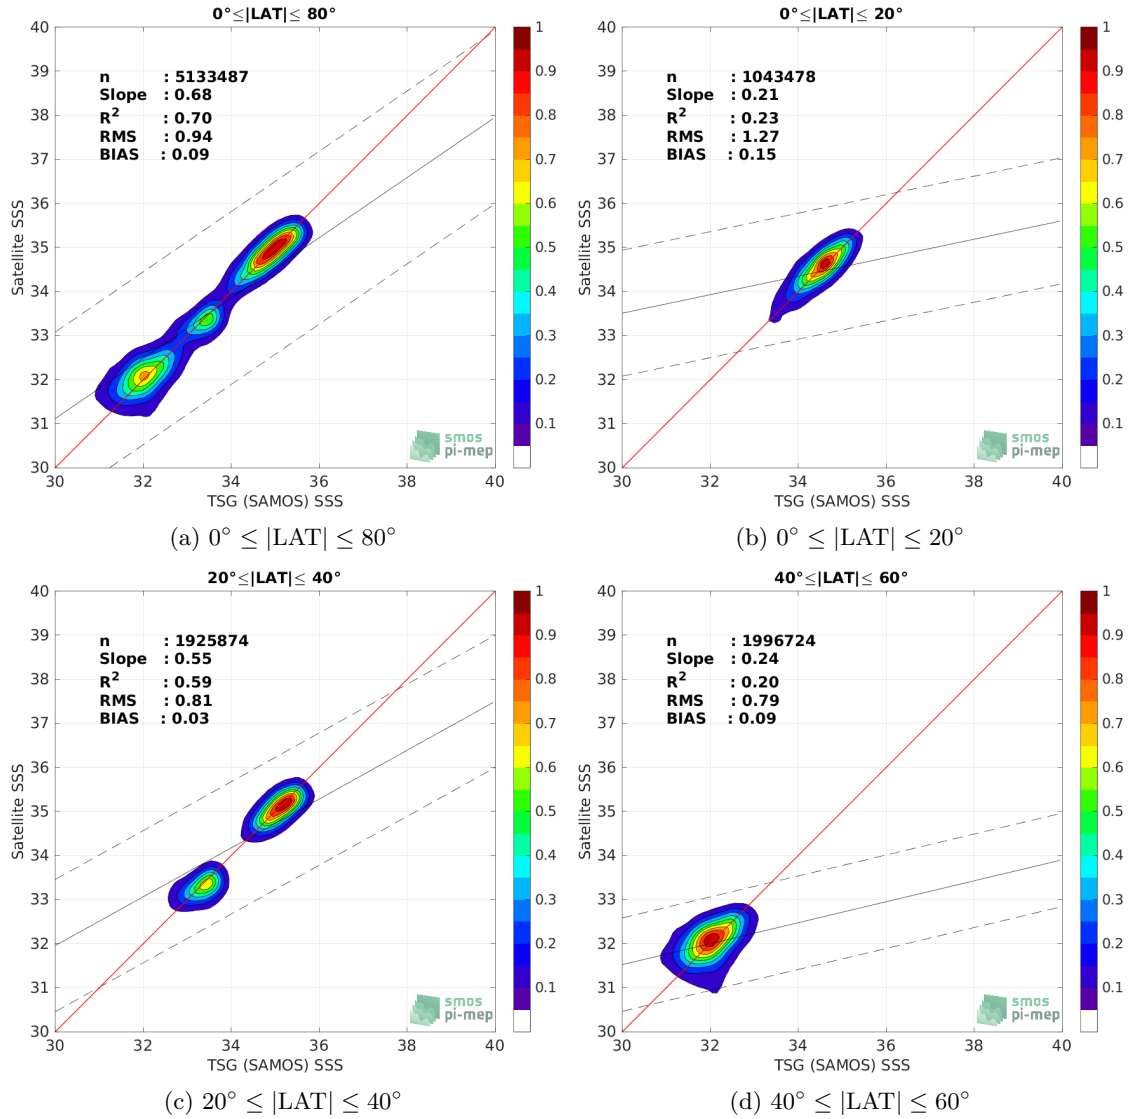 0°≤|LAT|≤ 80°
n : 5133487
Slope : 0.68
R² : 0.70
RMS : 0.94
BIAS : 0.09
40
39
38
37
36
35
34
33
32
31
30
Satellite SSS
30 32 34 36 38 40
TSG (SAMOS) SSS
1
0.9
0.8
0.7
0.6
0.5
0.4
0.3
0.2
0.1
smos
pi-mep
(a) 0° ≤ |LAT| ≤ 80°
0°≤|LAT|≤ 20°
n : 1043478
Slope : 0.21
R² : 0.23
RMS : 1.27
BIAS : 0.15
40
39
38
37
36
35
34
33
32
31
30
Satellite SSS
30 32 34 36 38 40
TSG (SAMOS) SSS
1
0.9
0.8
0.7
0.6
0.5
0.4
0.3
0.2
0.1
smos
pi-mep
(b) 0° ≤ |LAT| ≤ 20°
20°≤|LAT|≤ 40°
n : 1925874
Slope : 0.55
R² : 0.59
RMS : 0.81
BIAS : 0.03
40
39
38
37
36
35
34
33
32
31
30
Satellite SSS
30 32 34 36 38 40
TSG (SAMOS) SSS
1
0.9
0.8
0.7
0.6
0.5
0.4
0.3
0.2
0.1
smos
pi-mep
(c) 20° ≤ |LAT| ≤ 40°
40°≤|LAT|≤ 60°
n : 1996724
Slope : 0.24
R² : 0.20
RMS : 0.79
BIAS : 0.09
40
39
38
37
36
35
34
33
32
31
30
Satellite SSS
30 32 34 36 38 40
TSG (SAMOS) SSS
1
0.9
0.8
0.7
0.6
0.5
0.4
0.3
0.2
0.1
smos
pi-mep
(d) 40° ≤ |LAT| ≤ 60°